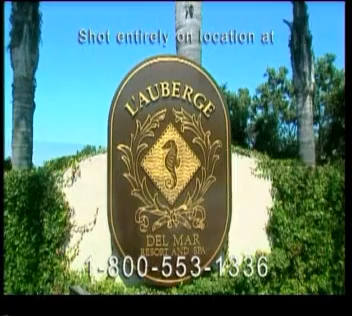 Shot entirely on location at
L'AUBERGE
DEL MAR
RESORT AND SPA
1-800-553-1336